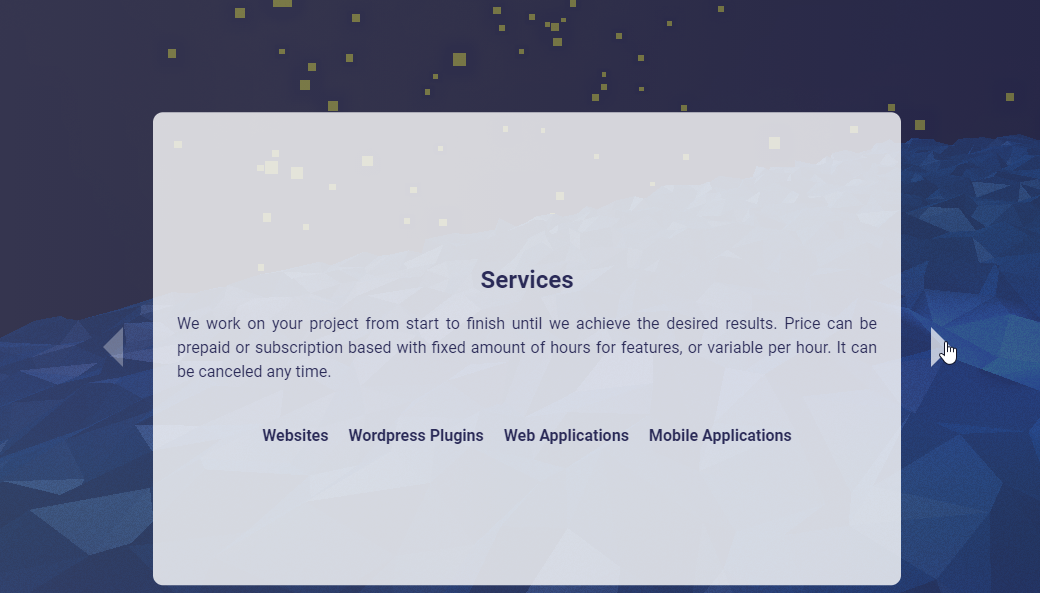 Services
We work on your project from start to finish until we achieve the desired results. Price can be
prepaid or subscription based with fixed amount of hours for features, or variable per hour. It can
be canceled any time.
Websites Wordpress Plugins Web Applications Mobile Applications